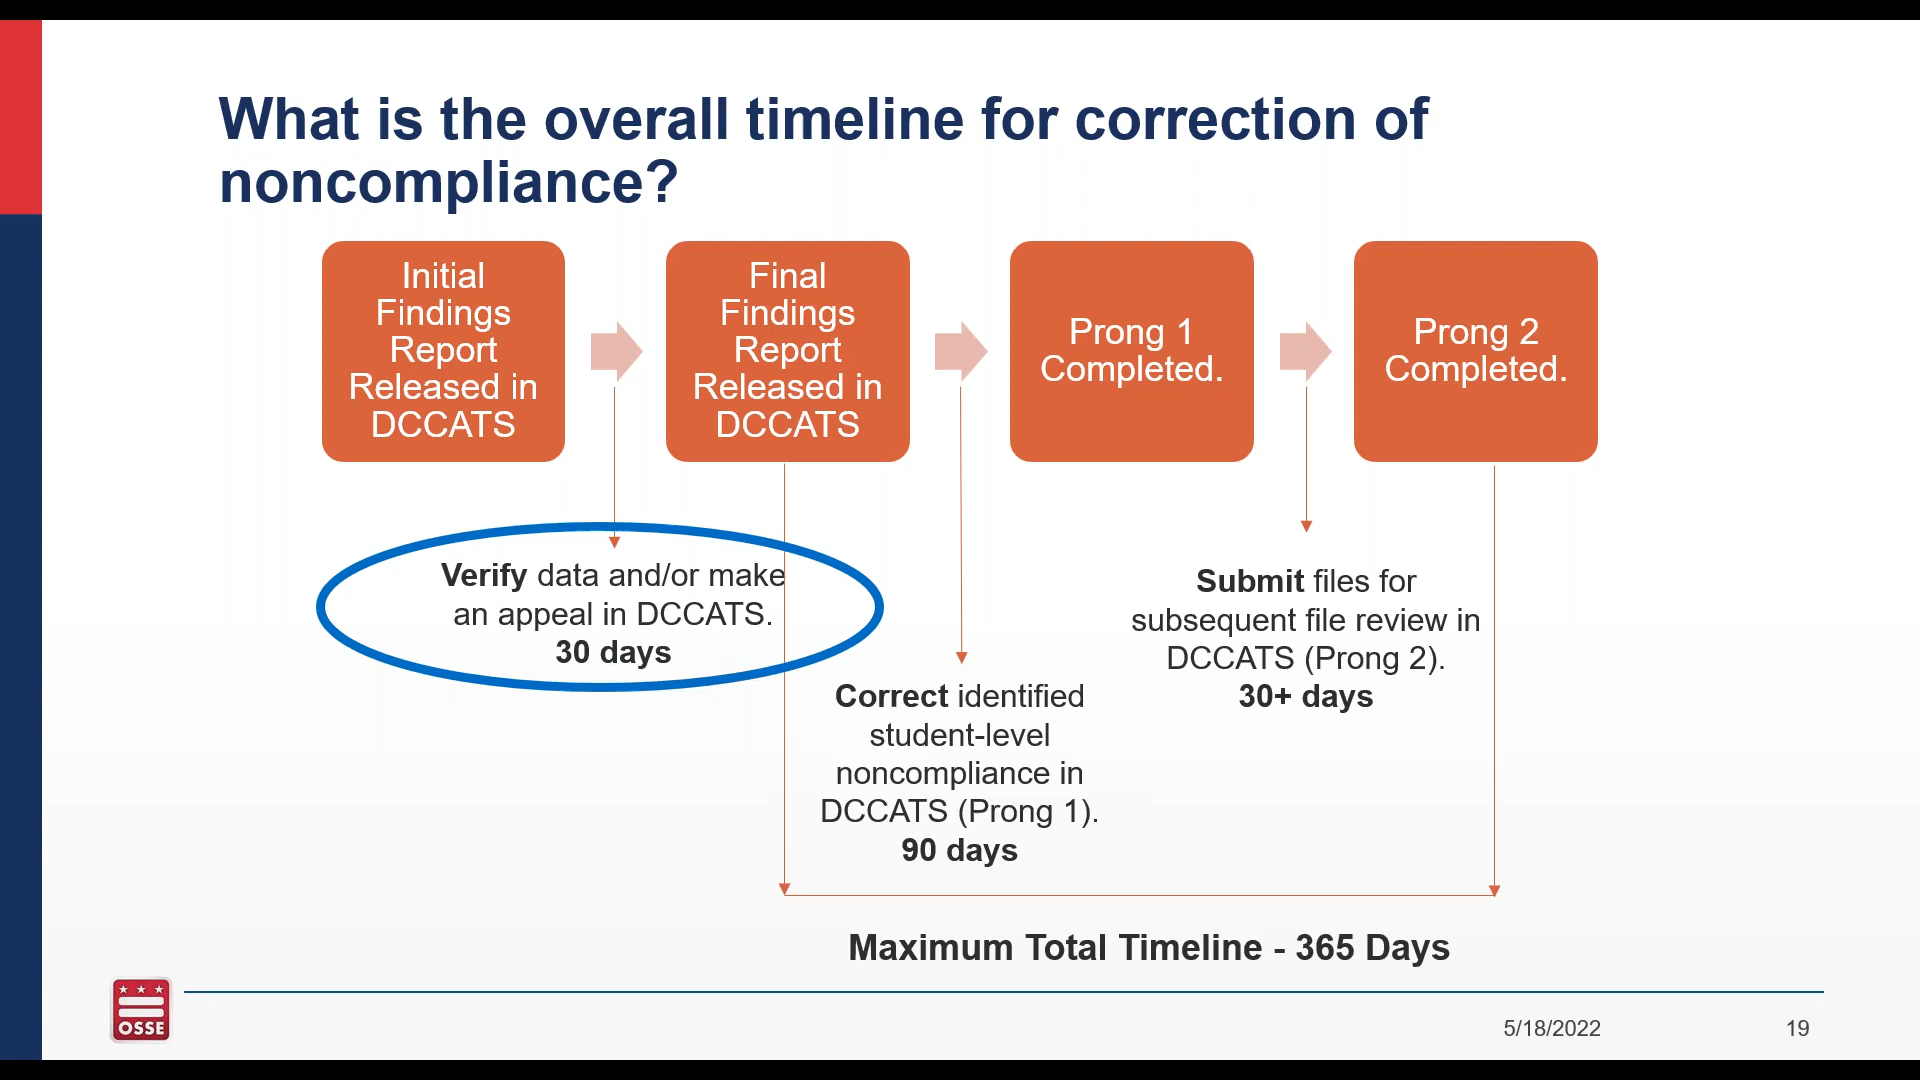 What is the overall timeline for correction of
noncompliance?
Initial
Findings
Report
Released in
DCCATS
Final
Findings
Report
Released in
DCCATS
Prong 1
Completed.
Prong 2
Completed.
Verify data and/or make
an appeal in DCCATS.
30 days
Correct identified
student-level
noncompliance in
DCCATS (Prong 1).
90 days
Submit files for
subsequent file review in
DCCATS (Prong 2).
30+ days
Maximum Total Timeline - 365 Days
OSSE
5/18/2022
19